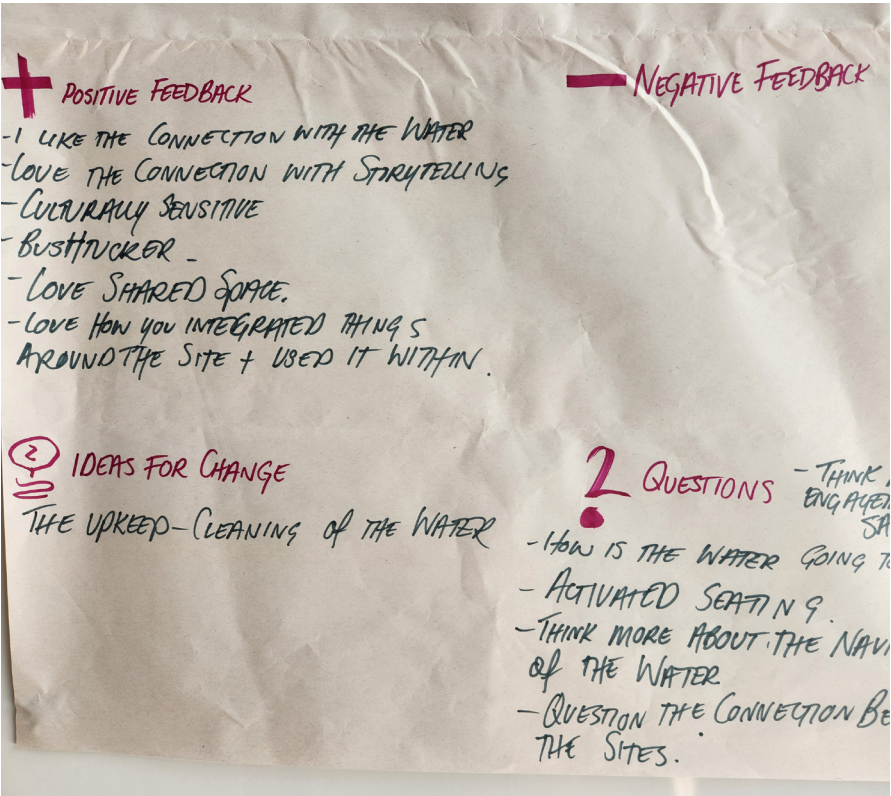 + POSITIVE FEEDBACK
- I LIKE THE CONNECTION WITH THE WATER
- LOVE THE CONNECTION WITH STORYTELLING
- CULTURALLY SENSITIVE
- BUSHTUCKER -
- LOVE SHARED SPACE.
- LOVE HOW YOU INTEGRATED THINGS
AROUND THE SITE + USED IT WITHIN.
- NEGATIVE FEEDBACK
IDEAS FOR CHANGE
THE UPKEEP - CLEANING of THE WATER
? QUESTIONS
- THINK
- HOW IS THE WATER GOING
- ACTIVATED SEATING.
- THINK MORE ABOUT THE
of THE WATER
- QUESTION THE CONNECTION
THE SITES.